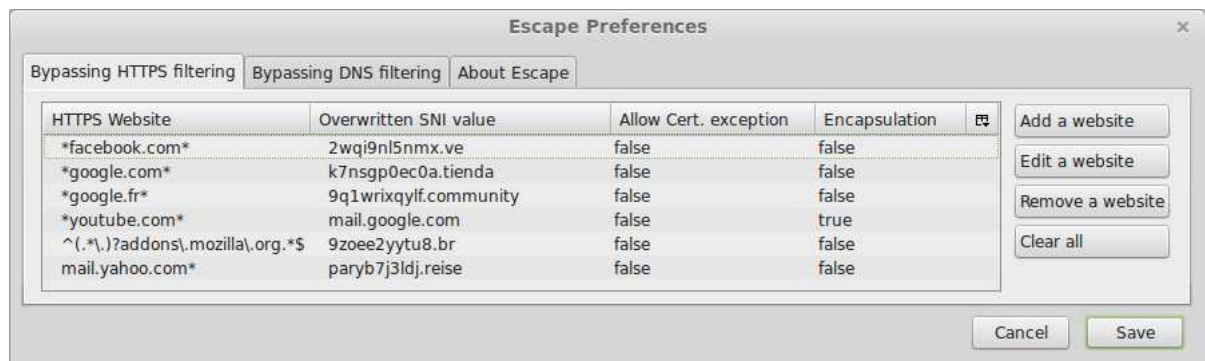 Escape Preferences
Bypassing HTTPS filtering Bypassing DNS filtering About Escape
HTTPS Website Overwritten SNI value Allow Cert. exception Encapsulation
*facebook.com* 2wqi9nl5nmx.ve false false
*google.com* k7nsgp0ec0a.tienda false false
*google.fr* 9q1wrixqylf.community false false
*youtube.com* mail.google.com false true
^(.*\.)?addons\.mozilla\.org.*$ 9zoee2yytu8.br false false
mail.yahoo.com* paryb7j3ldj.reise false false
Add a website
Edit a website
Remove a website
Clear all
Cancel Save